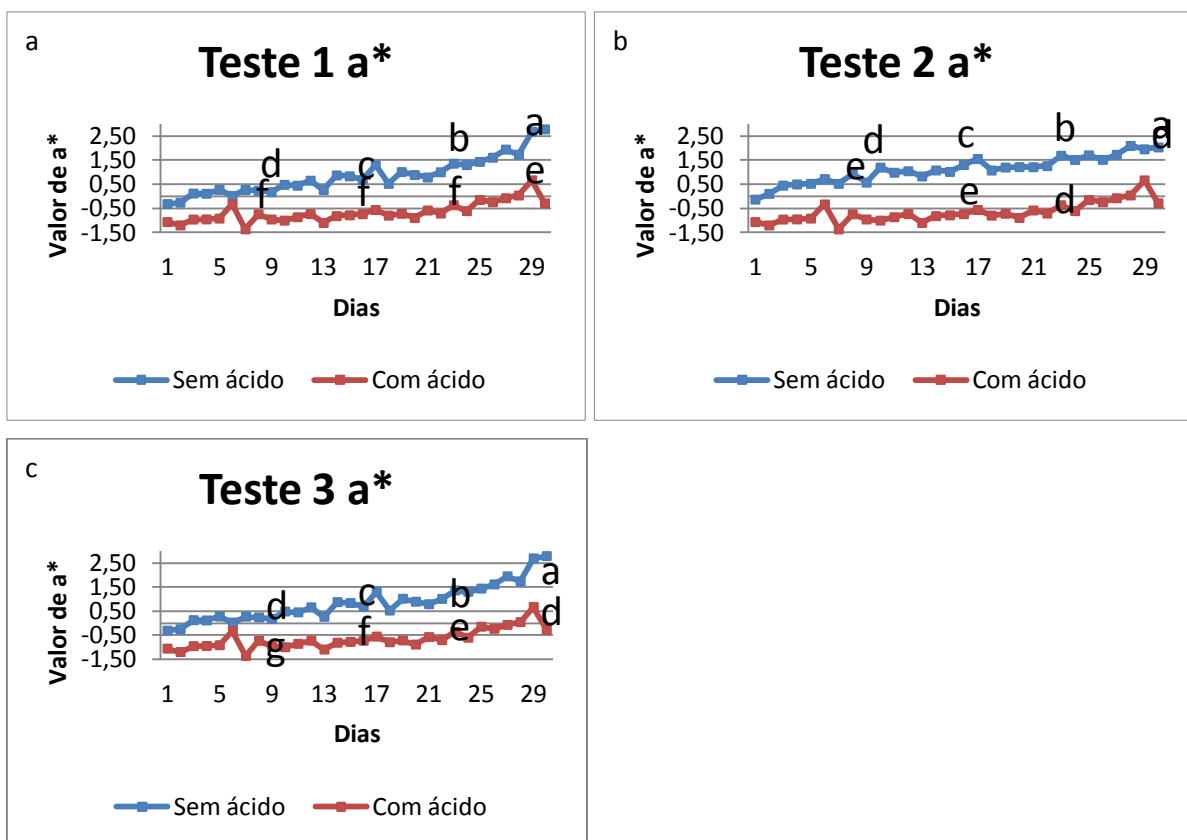 a
Teste 1 a*
Valor de a*
2,50
1,50
0,50
-0,50
-1,50
d
c
b
a
f
f
f
e
1 5 9 13 17 21 25 29
Dias
Sem ácido Com ácido
b
Teste 2 a*
Valor de a*
2,50
1,50
0,50
-0,50
-1,50
d
c
b
a
d
e
e
d
1 5 9 13 17 21 25 29
Dias
Sem ácido Com ácido
c
Teste 3 a*
Valor de a*
2,50
1,50
0,50
-0,50
-1,50
d
c
b
a
g
f
e
d
1 5 9 13 17 21 25 29
Dias
Sem ácido Com ácido